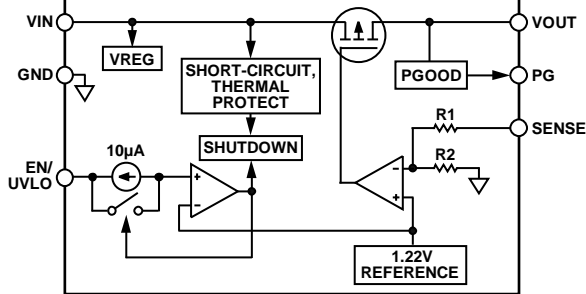 VIN
VOUT
VREG
GND
SHORT-CIRCUIT,
THERMAL
PROTECT
PGOOD
PG
R1
SENSE
SHUTDOWN
10µA
R2
EN/
UVLO
+
–
–
+
1.22V
REFERENCE